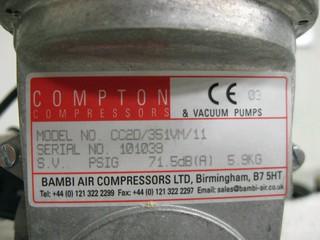 COMPTON
COMPRESSORS & VACUUM PUMPS
CE 03
MODEL NO. CC2D/351VM/11
SERIAL NO. 101039
S.V. PSIG 71.5dB(A) 5.9KG
BAMBI AIR COMPRESSORS LTD, Birmingham, B7 5HT
Tel: +44 (0) 121 322 2299 Fax: +44 (0) 121 322 2297 Email: sales@bambi-air.co.uk